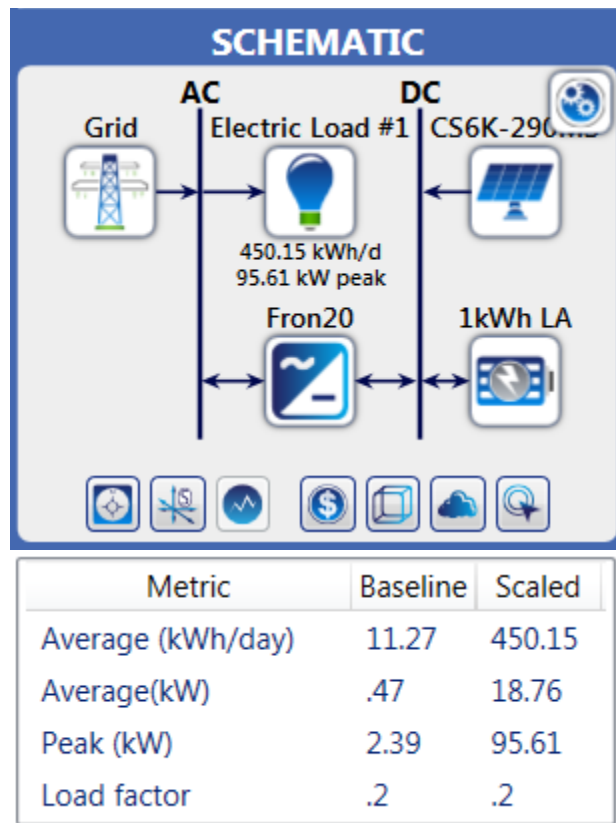 SCHEMATIC
AC DC
Grid Electric Load #1 CS6K-290MS
450.15 kWh/d
95.61 kW peak
Fron20 1kWh LA
Metric Baseline Scaled
Average (kWh/day) 11.27 450.15
Average(kW) .47 18.76
Peak (kW) 2.39 95.61
Load factor .2 .2